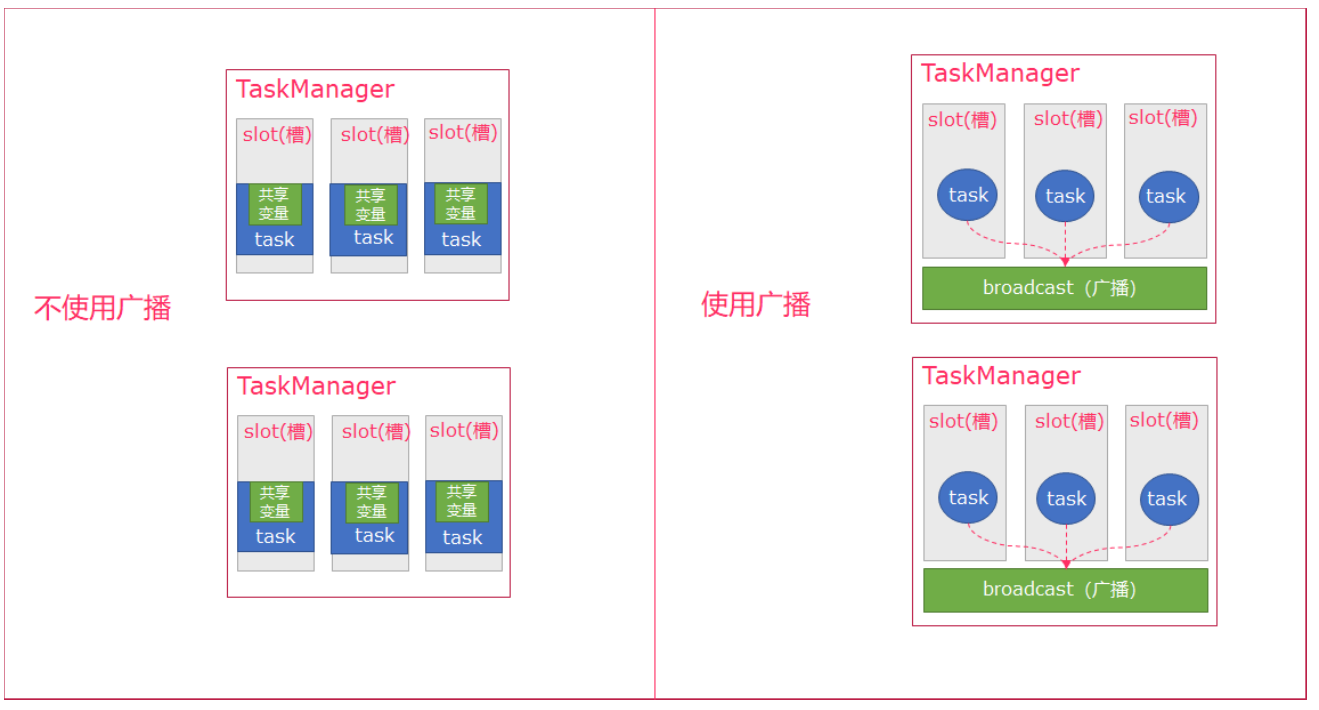 不使用广播
TaskManager
slot(槽)
slot(槽)
slot(槽)
共享
变量
task
共享
变量
task
共享
变量
task
TaskManager
slot(槽)
slot(槽)
slot(槽)
共享
变量
task
共享
变量
task
共享
变量
task
使用广播
TaskManager
slot(槽)
slot(槽)
slot(槽)
task
task
task
broadcast（广播)
TaskManager
slot(槽)
slot(槽)
slot(槽)
task
task
task
broadcast（广播)